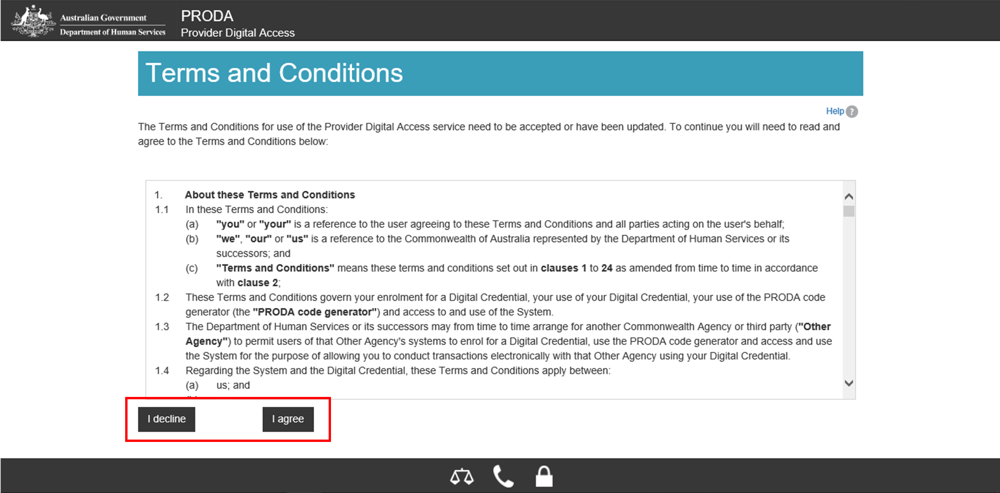 Australian Government
Department of Human Services
PRODA
Provider Digital Access
Terms and Conditions
Help ?
The Terms and Conditions for use of the Provider Digital Access service need to be accepted or have been updated. To continue you will need to read and
agree to the Terms and Conditions below:
1. About these Terms and Conditions
1.1 In these Terms and Conditions:
(a) "you" or "your" is a reference to the user agreeing to these Terms and Conditions and all parties acting on the user's behalf;
(b) "we", "our" or "us" is a reference to the Commonwealth of Australia represented by the Department of Human Services or its
successors; and
(c) "Terms and Conditions" means these terms and conditions set out in clauses 1 to 24 as amended from time to time in accordance
with clause 2;
1.2 These Terms and Conditions govern your enrolment for a Digital Credential, your use of your Digital Credential, your use of the PRODA code
generator (the "PRODA code generator") and access to and use of the System.
1.3 The Department of Human Services or its successors may from time to time arrange for another Commonwealth Agency or third party ("Other
Agency") to permit users of that Other Agency's systems to enrol for a Digital Credential, use the PRODA code generator and access and use
the System for the purpose of allowing you to conduct transactions electronically with that Other Agency using your Digital Credential.
1.4 Regarding the System and the Digital Credential, these Terms and Conditions apply between:
(a) us; and
I decline
I agree